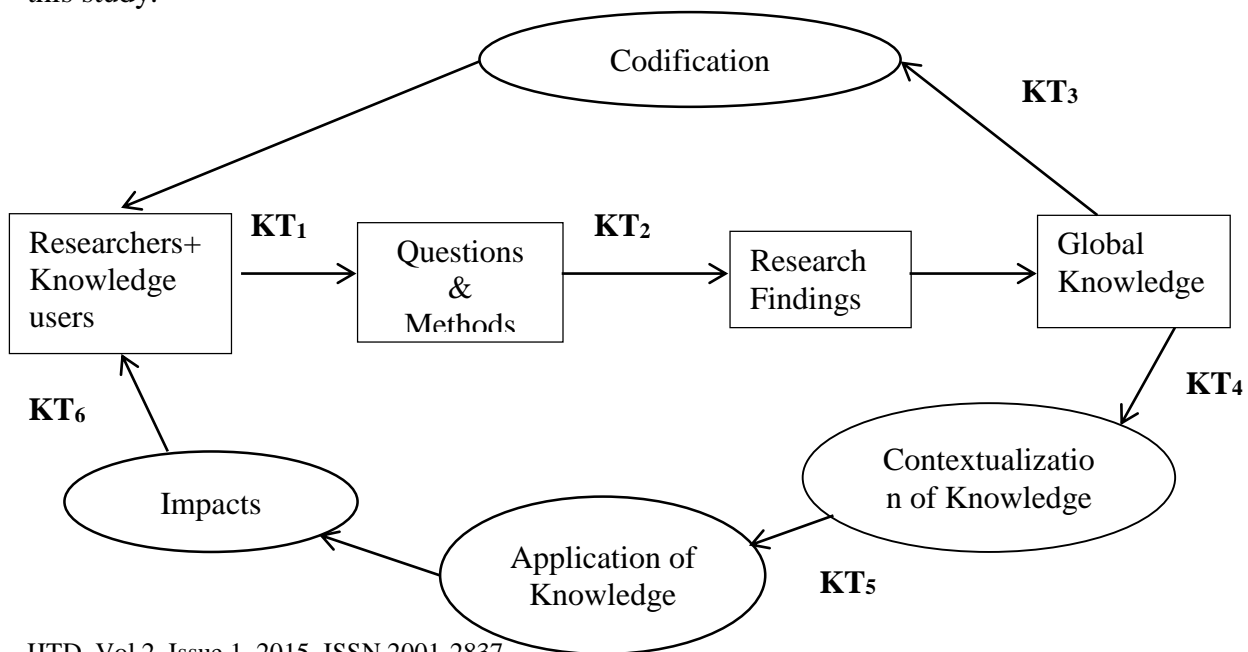 this study.
Codification
KT3
Researchers+
Knowledge
users
KT1
Questions
&
Methods
KT2
Research
Findings
Global
Knowledge
KT4
KT6
Contextualizatio
n of Knowledge
Impacts
Application of
Knowledge
KT5
IJTD, Vol 2, Issue 1, 2015, ISSN 2001-2837